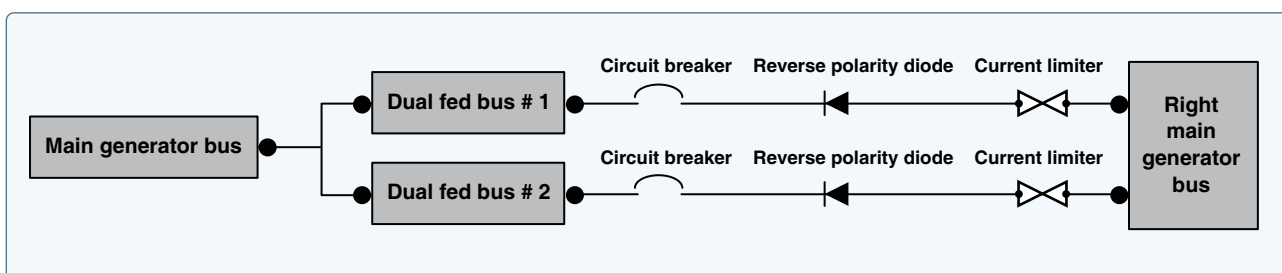 Circuit breaker Reverse polarity diode Current limiter
Dual fed bus # 1
Main generator bus
Right
main
generator
bus
Circuit breaker Reverse polarity diode Current limiter
Dual fed bus # 2